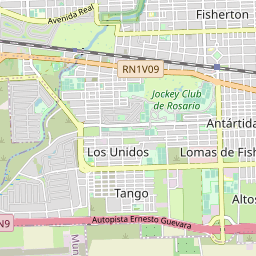 Fisherton
Avenida Real
RN1V09
Jockey Club
de Rosario
Antártida
Los Unidos
Lomas de Fish
Tango
Altos
N9
Autopista Ernesto Guevara
Mun